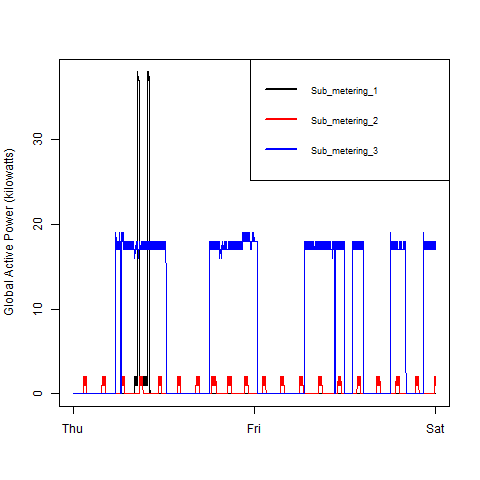 Sub_metering_1
Sub_metering_2
Sub_metering_3
Global Active Power (kilowatts)
30
20
10
0
Thu Fri Sat